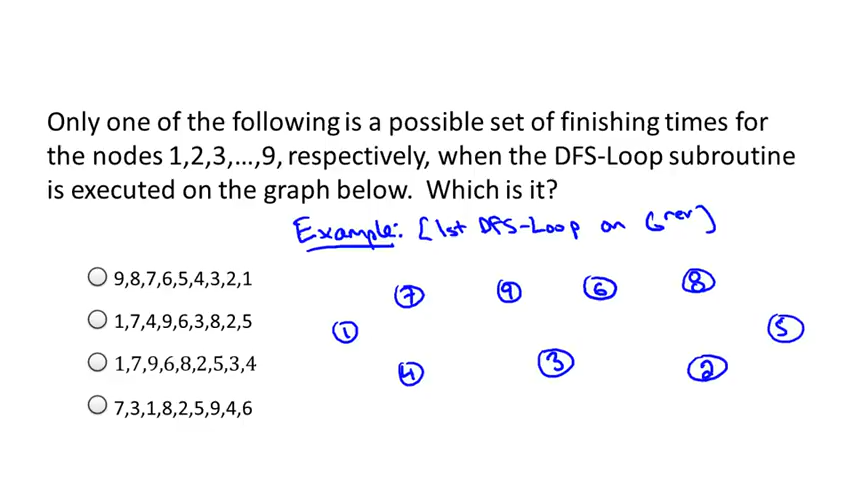 Only one of the following is a possible set of finishing times for
the nodes 1,2,3,...,9, respectively, when the DFS-Loop subroutine
is executed on the graph below. Which is it?
Example: [1st DFS-Loop on Grev]
9,8,7,6,5,4,3,2,1
1,7,4,9,6,3,8,2,5
1,7,9,6,8,2,5,3,4
7,3,1,8,2,5,9,4,6
7 9 6 8
1 5
4 3 2